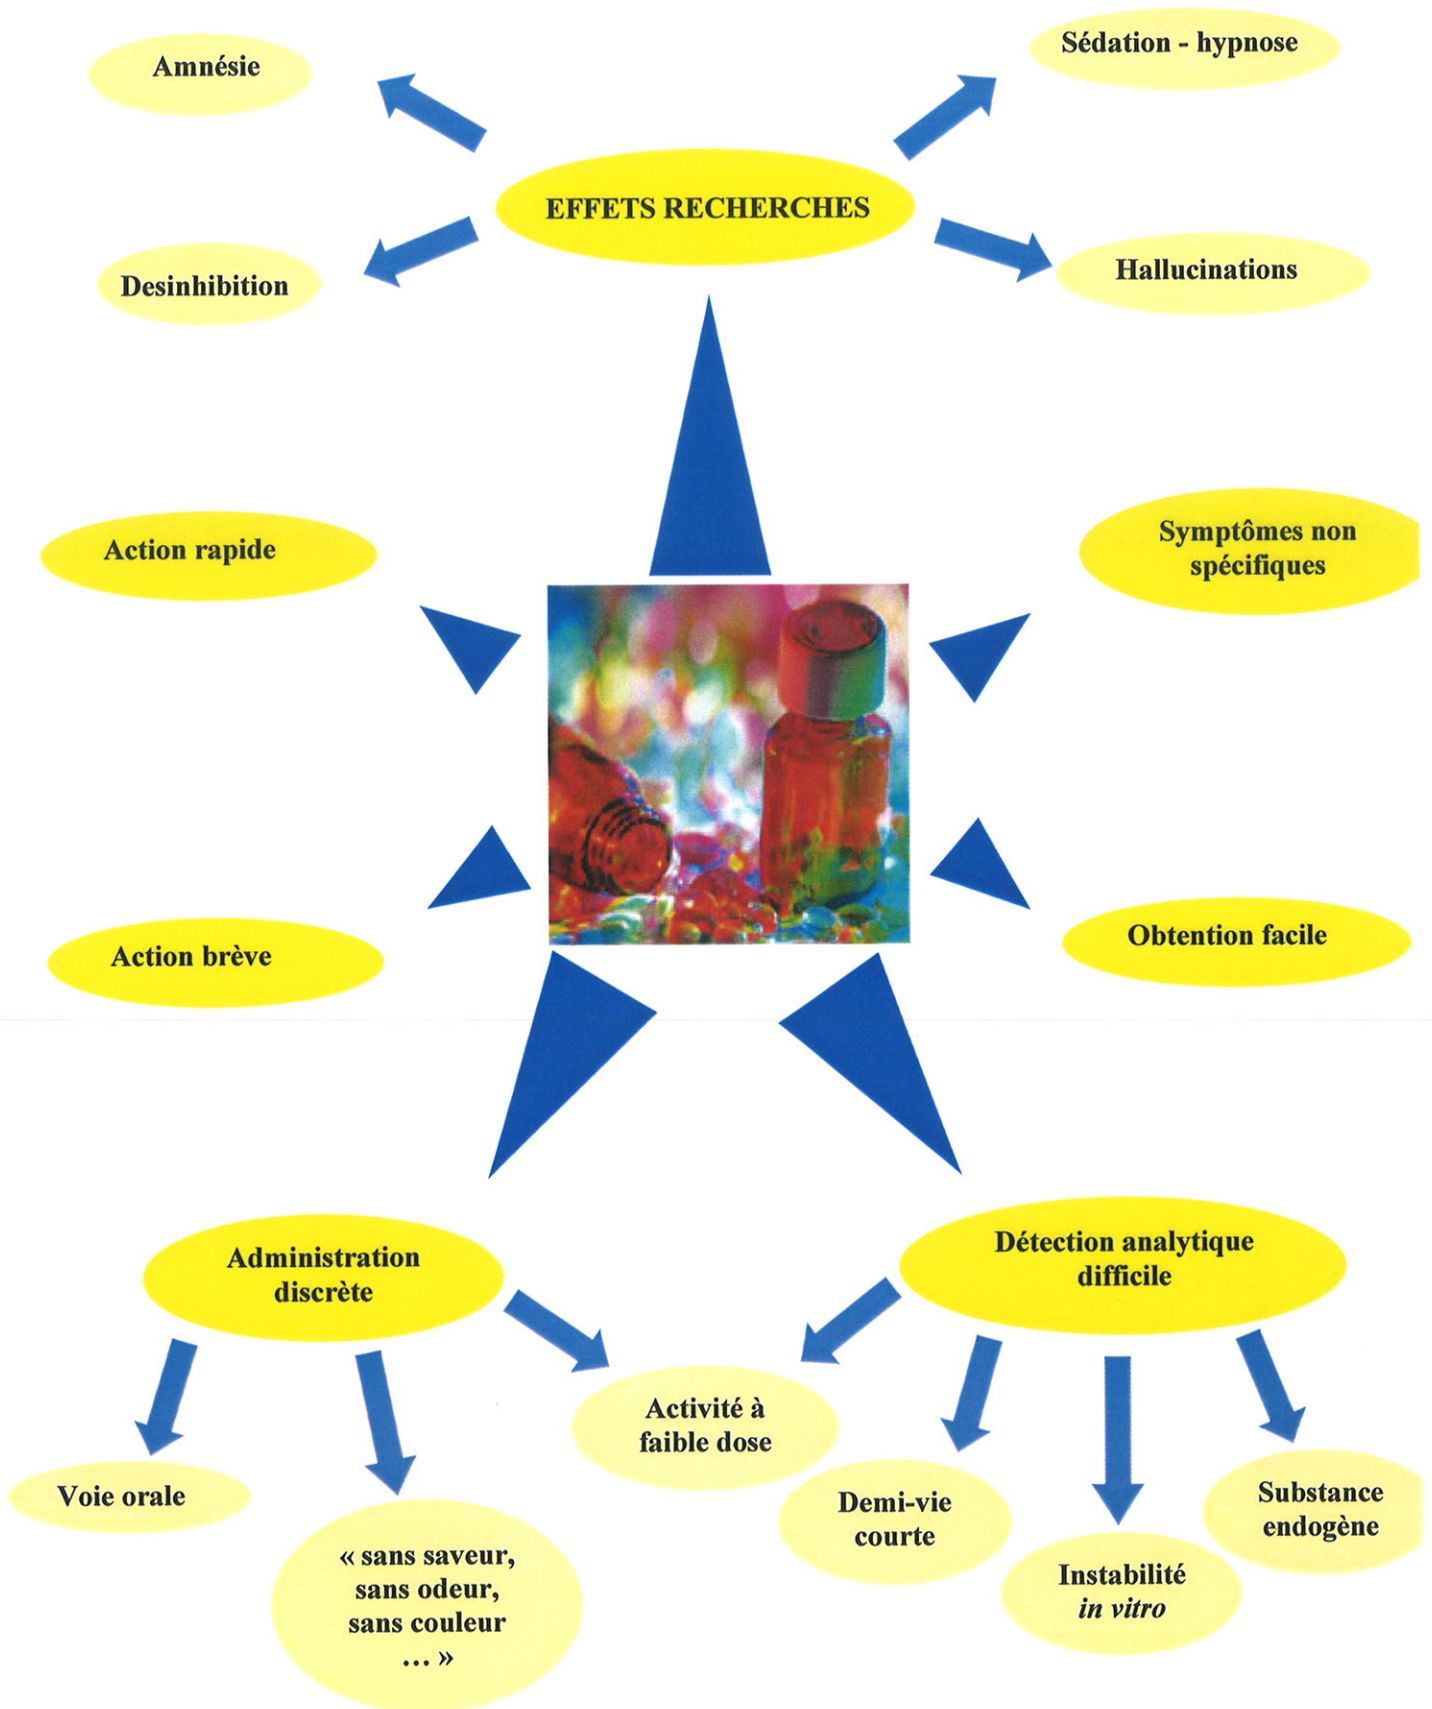 Amnésie
Sédation - hypnose
EFFETS RECHERCHES
Desinhibition
Hallucinations
Action rapide
Symptômes non
spécifiques
Action brève
Obtention facile
Administration
discrète
Détection analytique
difficile
Activité à
faible dose
Voie orale
« sans saveur,
sans odeur,
sans couleur
… »
Demi-vie
courte
Instabilité
in vitro
Substance
endogène